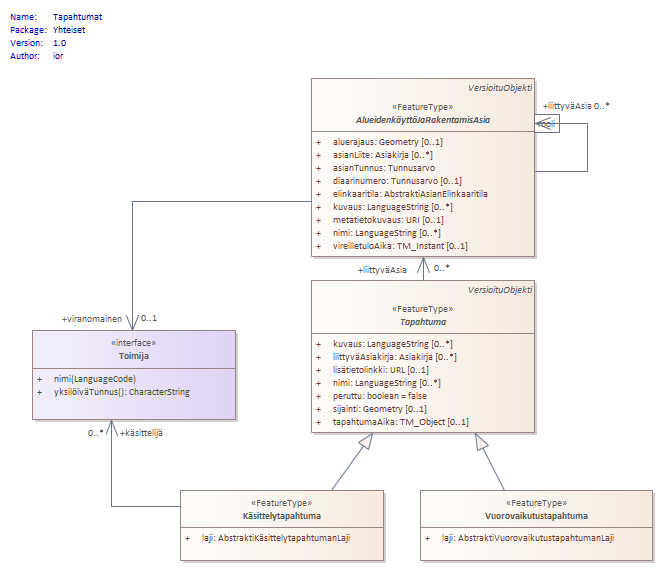 Name: Tapahtumat
Package: Yhteiset
Version: 1.0
Author: ior
VersioituObjekti
«FeatureType»
AlueidenkäyttöJaRakentamisAsia
+ aluerajaus: Geometry [0..1]
+ asianLiite: Asiakirja [0..*]
+ asianTunnus: Tunnusarvo
+ diaarinumero: Tunnusarvo [0..1]
+ elinkaaritila: AbstraktiAsianElinkaaritila
+ kuvaus: LanguageString [0..*]
+ metatietokuvaus: URI [0..1]
+ nimi: LanguageString [0..*]
+ vireilletuloAika: TM_Instant [0..1]
+liittyväAsia 0..*
+liittyväAsia 0..*
VersioituObjekti
«FeatureType»
Tapahtuma
+ kuvaus: LanguageString [0..*]
+ liittyväAsiakirja: Asiakirja [0..*]
+ lisätietolinkki: URL [0..1]
+ nimi: LanguageString [0..*]
+ peruttu: boolean = false
+ sijainti: Geometry [0..1]
+ tapahtumaAika: TM_Object [0..1]
+viranomainen 0..1
«interface»
Toimija
+ nimi(LanguageCode)
+ yksilöiväTunnus(): CharacterString
0..* +käsittelijä
«FeatureType»
Käsittelytapahtuma
+ laji: AbstraktiKäsittelytapahtumanLaji
«FeatureType»
Vuorovaikutustapahtuma
+ laji: AbstraktiVuorovaikutustapahtumanLaji